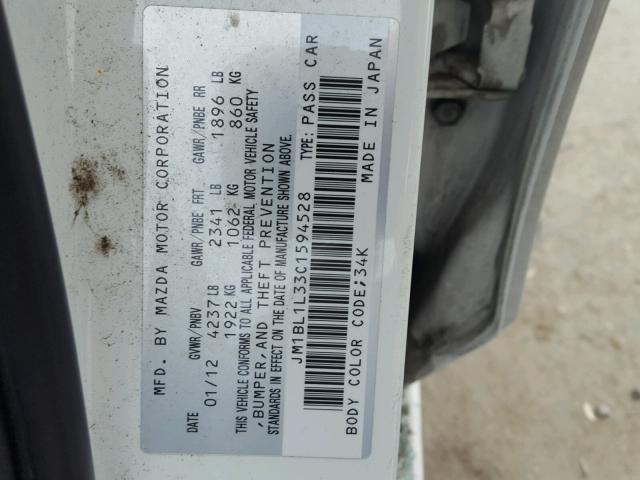 MFD. BY MAZDA MOTOR CORPORATION
DATE GVWR/PNBV GAWR/PNBE FRT GAWR/PNBE RR
01/12 4237LB 2341 LB 1896 LB
1922KG 1062KG 860 KG
THIS VEHICLE CONFORMS TO ALL APPLICABLE FEDERAL MOTOR VEHICLE SAFETY
,BUMPER,AND THEFT PREVENTION
STANDARDS IN EFFECT ON THE DATE OF MANUFACTURE SHOWN ABOVE.
JM1BL1L33C1594528 TYPE: PASS CAR
BODY COLOR CODE;34K MADE IN JAPAN